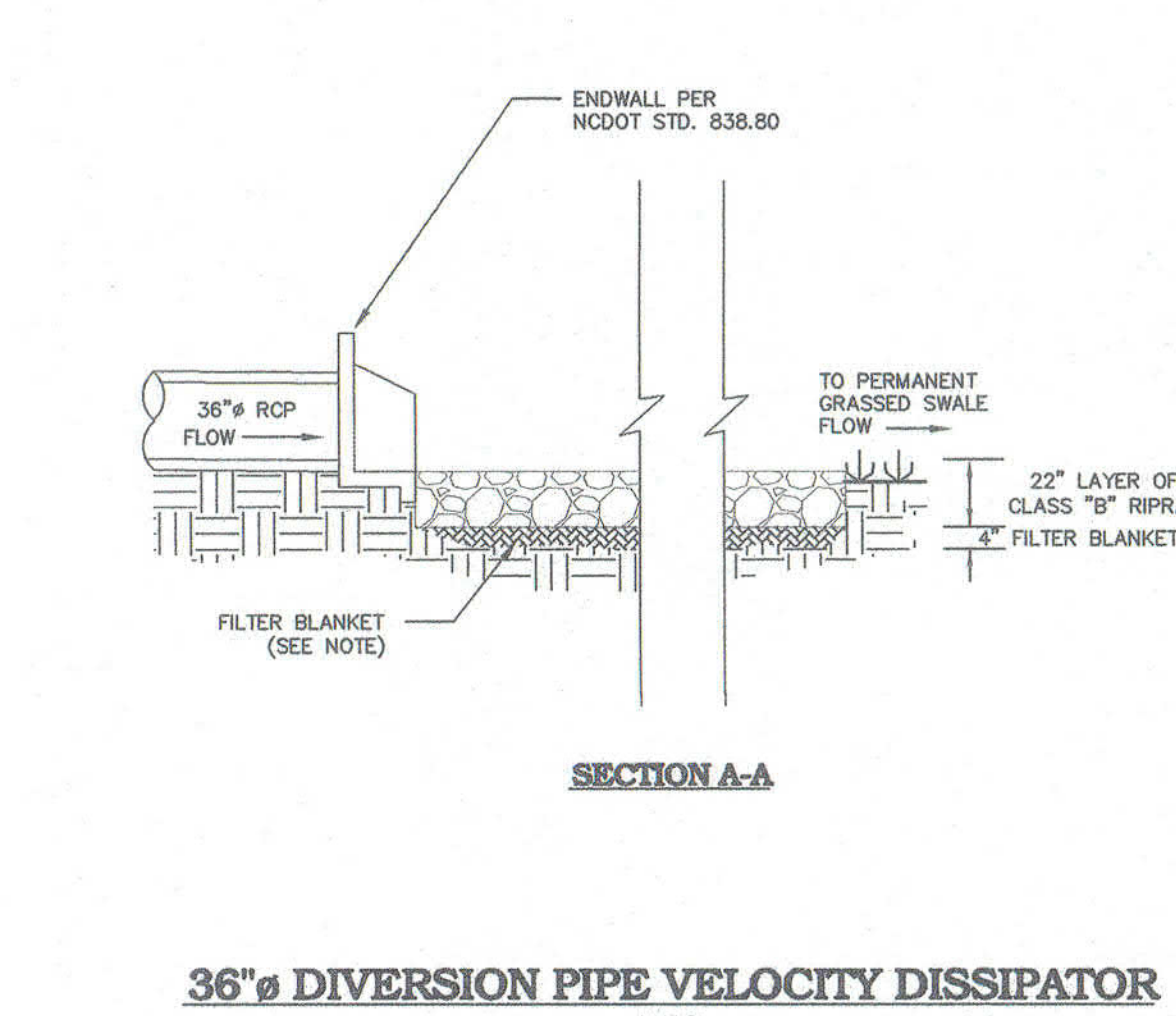 ENDWALL PER
NCDOT STD. 838.80
36"ø RCP
FLOW
TO PERMANENT
GRASSED SWALE
FLOW
22" LAYER OF
CLASS "B" RIPR
4" FILTER BLANKET
FILTER BLANKET
(SEE NOTE)
SECTION A-A
36"ø DIVERSION PIPE VELOCITY DISSIPATOR